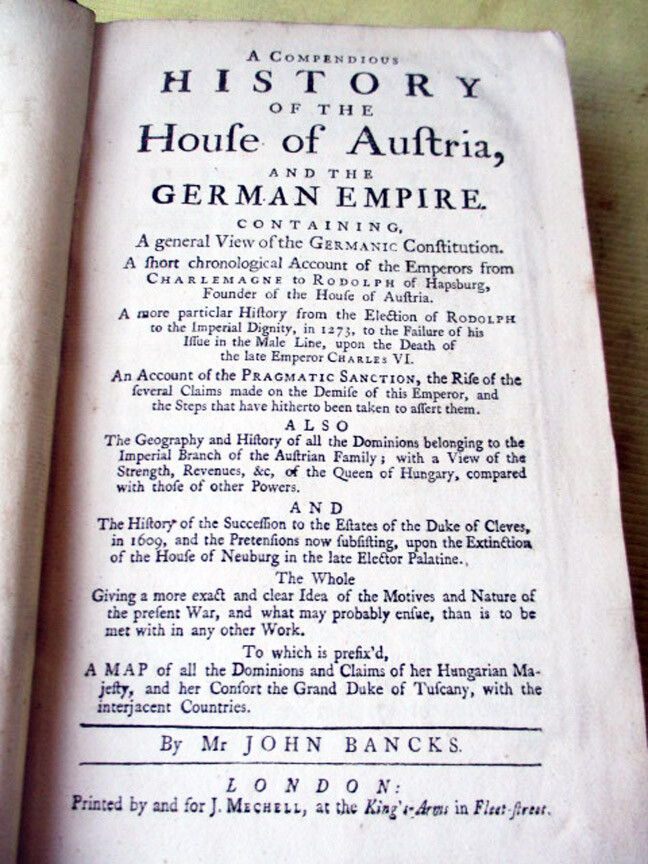 A COMPENDIOUS
HISTORY
OF THE
Houſe of Auſtria,
AND THE
GERMAN EMPIRE.
CONTAINING,
A general View of the GERMANIC Conſtitution.
A ſhort chronological Account of the Emperors from
CHARLEMAGNE to RODOLPH of Hapsburg,
Founder of the Houſe of Auſtria.
A more particlar Hiſtory from the Election of RODOLPH
to the Imperial Dignity, in 1273, to the Failure of his
Iſſue in the Male Line, upon the Death of
the late Emperor CHARLES VI.
An Account of the PRAGMATIC SANCTION, the Riſe of the
ſeveral Claims made on the Demiſe of this Emperor, and
the Steps that have hitherto been taken to aſſert them.
ALSO
The Geography and Hiſtory of all the Dominions belonging to the
Imperial Branch of the Auſtrian Family; with a View of the
Strength, Revenues, &c, of the Queen of Hungary, compared
with thoſe of other Powers.
AND
The Hiſtory of the Succeſſion to the Eſtates of the Duke of Cleves,
in 1609, and the Pretenſions now ſubſiſting, upon the Extinction
of the Houſe of Neuburg in the late Elector Palatine.
The Whole
Giving a more exact and clear Idea of the Motives and Nature of
the preſent War, and what may probably enſue, than is to be
met with in any other Work.
To which is prefix'd,
A MAP of all the Dominions and Claims of her Hungarian Ma-
jeſty, and her Conſort the Grand Duke of Tuſcany, with the
interjacent Countries.
By Mr JOHN BANCKS.
LONDON:
Printed by and for J. MECHELL, at the King's-Arms in Fleet-ſtreet.